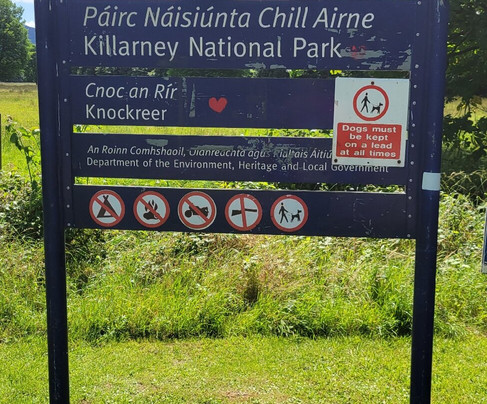 Páirc Náisiúnta Chill Airne
Killarney National Park
Cnoc an Rír
Knockreer
Dogs must
be kept
on a lead
at all times
An Roinn Comhshaoil, Oidhreachta agus Rialtais Áitiú
Department of the Environment, Heritage and Local Government